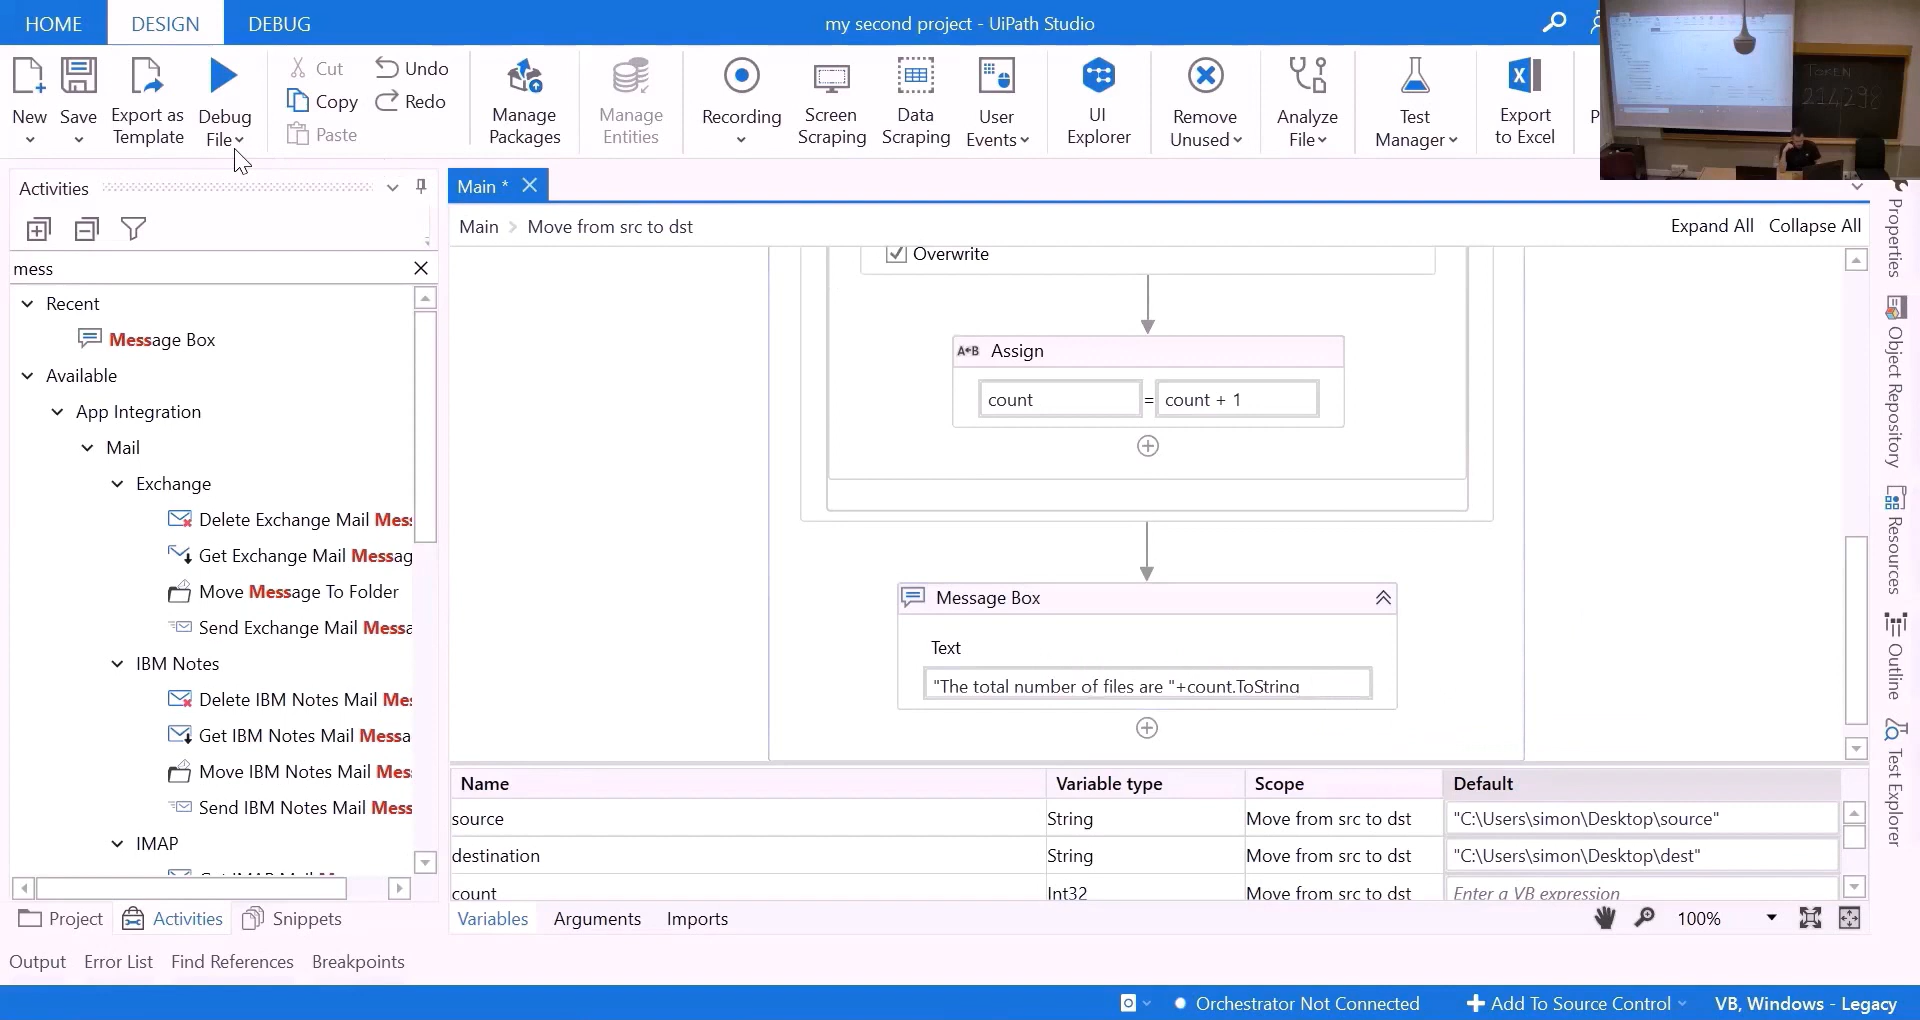 HOME DESIGN DEBUG my second project - UiPath Studio
New Save Export as Template Debug File Cut Copy Paste Undo Redo Manage Packages Manage Entities Recording Screen Scraping Data Scraping User Events UI Explorer Remove Unused Analyze File Test Manager Export to Excel P
TOKEN
214298
Activities
mess
Recent
Message Box
Available
App Integration
Mail
Exchange
Delete Exchange Mail Mess
Get Exchange Mail Messag
Move Message To Folder
Send Exchange Mail Messa
IBM Notes
Delete IBM Notes Mail Mes
Get IBM Notes Mail Messa
Move IBM Notes Mail Mes
Send IBM Notes Mail Mess
IMAP
Project Activities Snippets
Main *
Main > Move from src to dst Expand All Collapse All
Overwrite
A+B Assign
count = count + 1
Message Box
Text
"The total number of files are "+count.ToString
Name Variable type Scope Default
source String Move from src to dst "C:\Users\simon\Desktop\source"
destination String Move from src to dst "C:\Users\simon\Desktop\dest"
count Int32 Move from src to dst Enter a VB expression
Variables Arguments Imports 100%
Properties
Object Repository
Resources
Outline
Test Explorer
Output Error List Find References Breakpoints
Orchestrator Not Connected Add To Source Control VB, Windows - Legacy